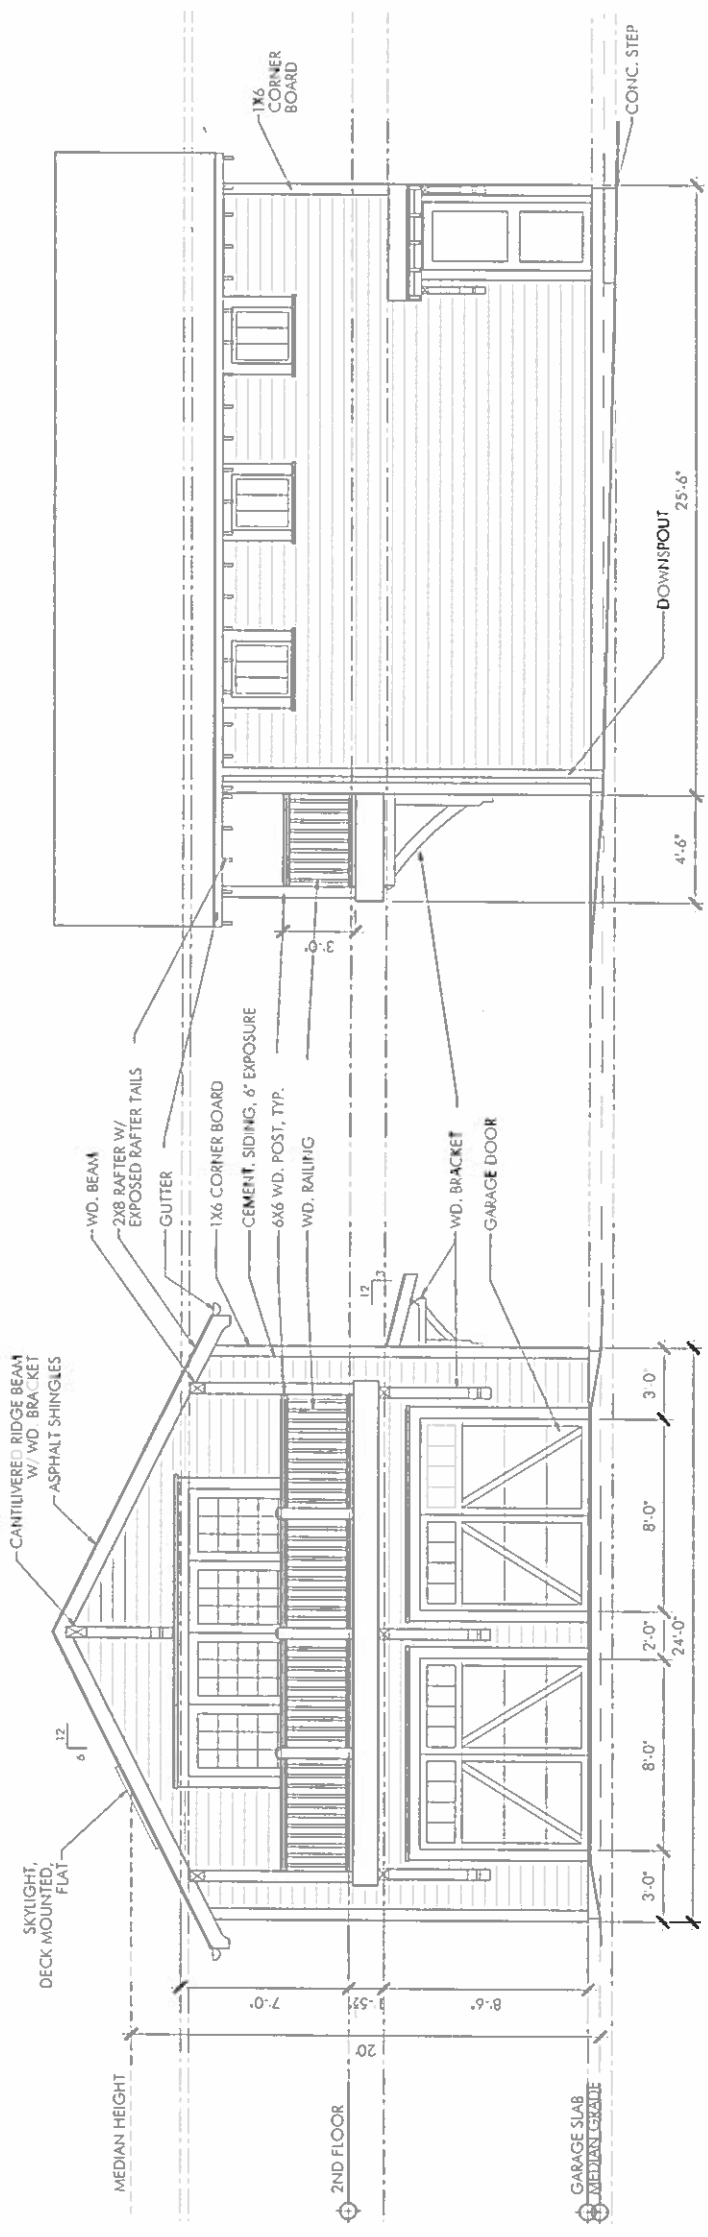 CANTILIVERED RIDGE BEAM
W/ WD. BRACKET
ASPHALT SHINGLES
WD. BEAM
2X8 RAFTER W/
EXPOSED RAFTER TAILS
GUTTER
1X6 CORNER BOARD
CEMENT. SIDING, 6" EXPOSURE
6X6 WD. POST, TYP.
WD. RAILING
WD. BRACKET
GARAGE DOOR
SKYLIGHT,
DECK MOUNTED,
FLAT
12
6
12
MEDIAN HEIGHT
2ND FLOOR
GARAGE SLAB
MEDIAN GRADE
20'
7'-0"
8'-6"
3'-0"
8'-0"
2'-0"
8'-0"
3'-0"
24'-0"
1X6
CORNER
BOARD
CONC. STEP
DOWNSPOUT
3'-0"
4'-6"
25'-6"